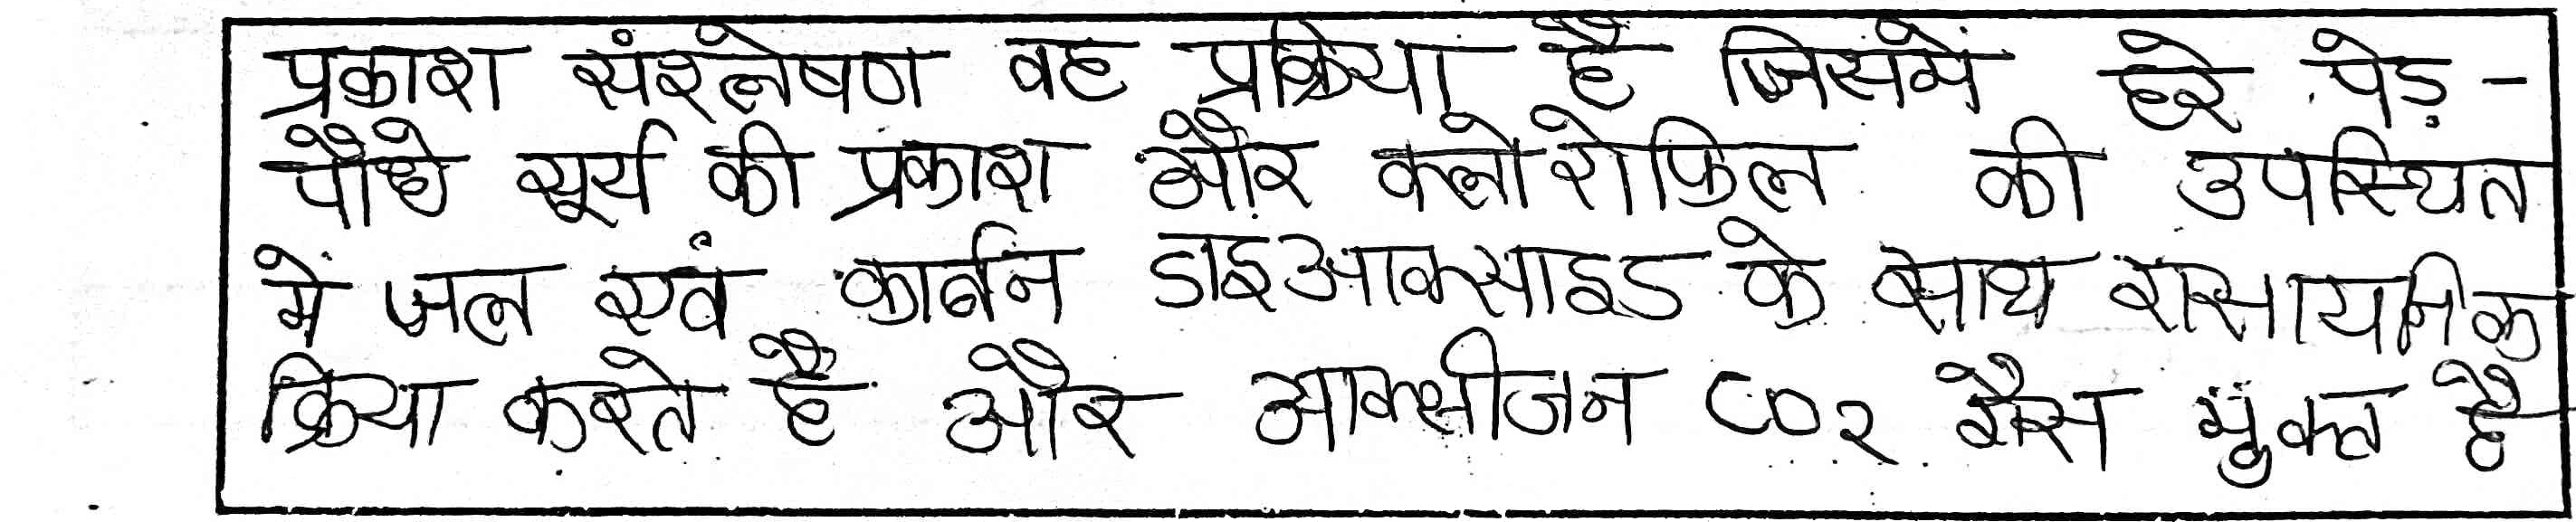 प्रकाश संश्लेषण वह प्रक्रिया है जिसमें हरे पेड़ -
पौधे सूर्य की प्रकाश और क्लोरोफिल की उपस्थित
में जल एवं कार्बन डाइआक्साइड के साथ रासायनिक
क्रिया करते है और आक्सीजन CO2 गैस मुक्त है